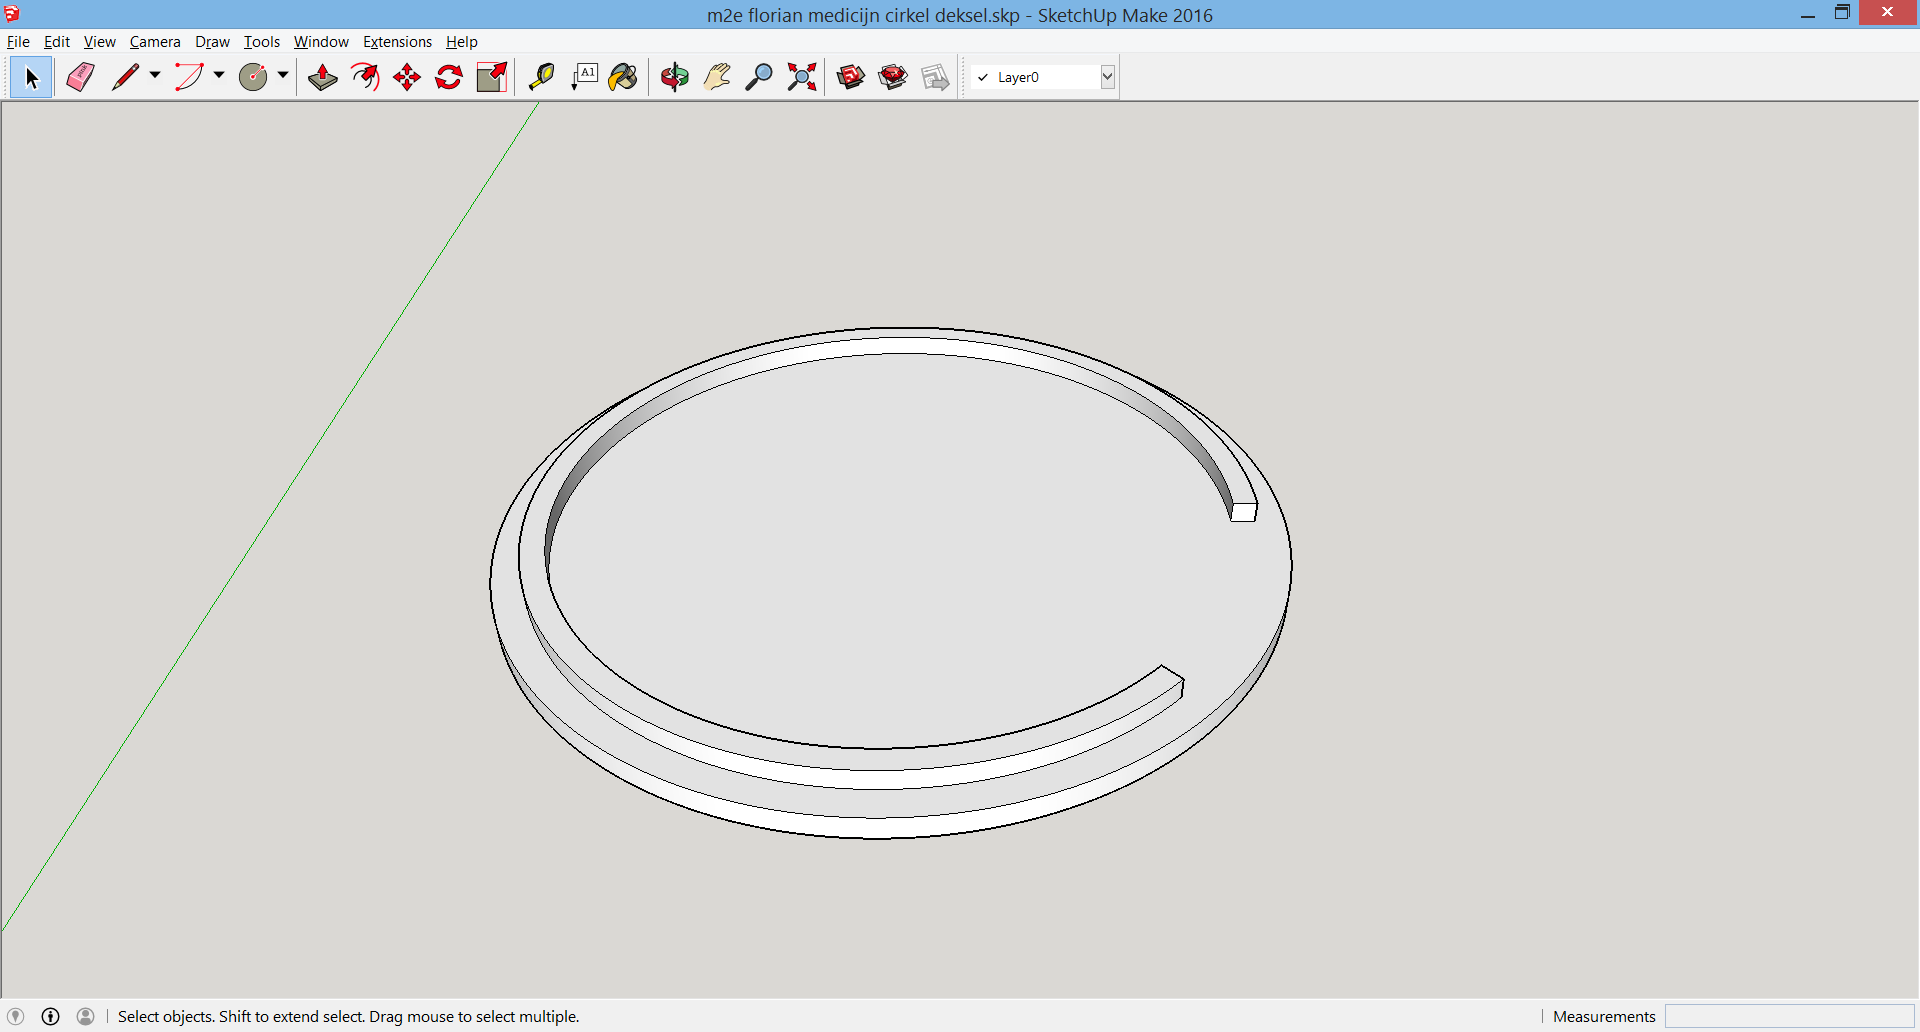 m2e florian medicijn cirkel deksel.skp - SketchUp Make 2016
File Edit View Camera Draw Tools Window Extensions Help
A1
Layer0
Select objects. Shift to extend select. Drag mouse to select multiple.
Measurements